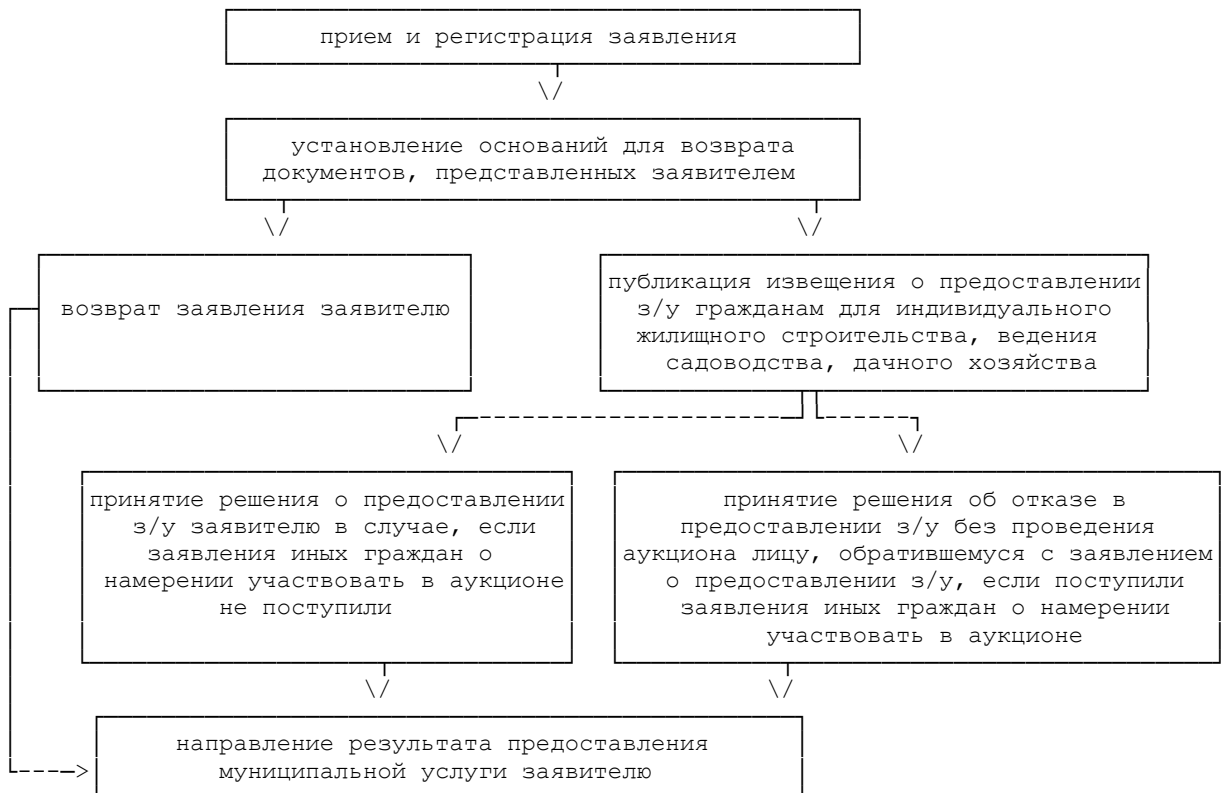 прием и регистрация заявления
установление оснований для возврата
документов, представленных заявителем
возврат заявления заявителю
публикация извещения о предоставлении
з/у гражданам для индивидуального
жилищного строительства, ведения
садоводства, дачного хозяйства
принятие решения о предоставлении
з/у заявителю в случае, если
заявления иных граждан о
намерении участвовать в аукционе
не поступили
принятие решения об отказе в
предоставлении з/у без проведения
аукциона лицу, обратившемуся с заявлением
о предоставлении з/у, если поступили
заявления иных граждан о намерении
участвовать в аукционе
направление результата предоставления
муниципальной услуги заявителю